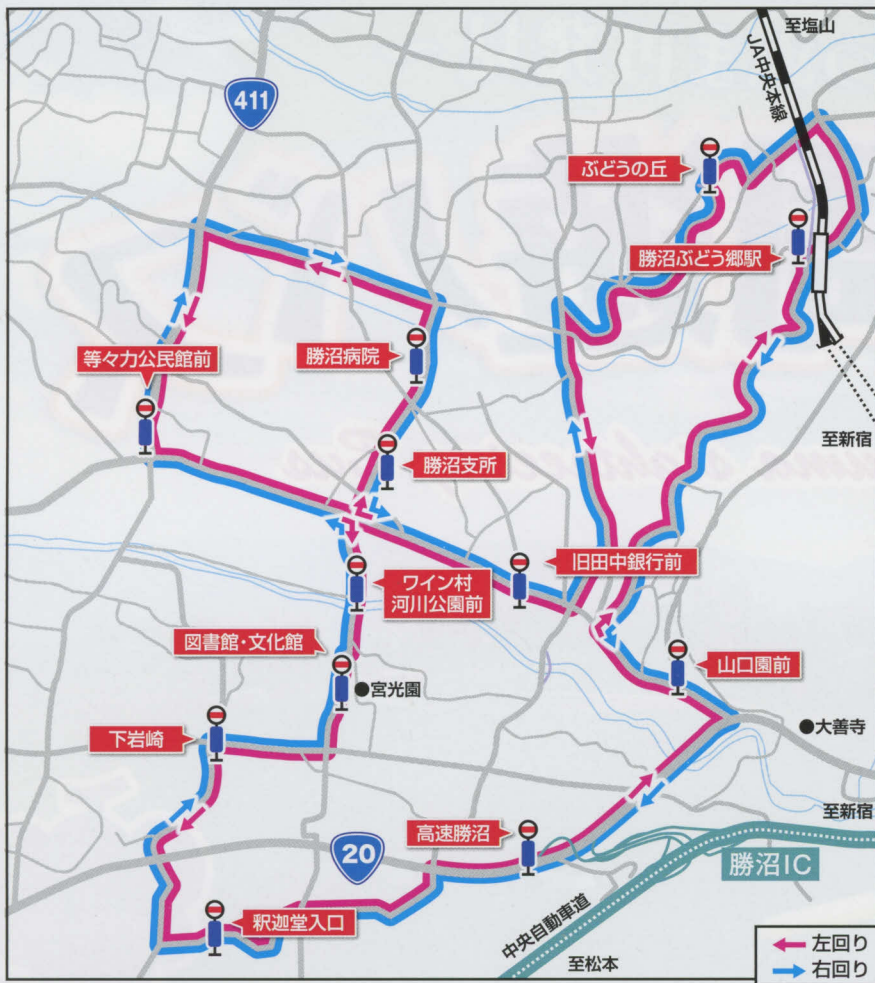 至塩山
JA中央本線
411
ぶどうの丘
勝沼ぶどう郷駅
等々力公民館前
勝沼病院
至新宿
勝沼支所
旧田中銀行前
ワイン村
河川公園前
図書館・文化館
山口園前
宮光園
下岩崎
大善寺
至新宿
高速勝沼
20
勝沼IC
釈迦堂入口
中央自動車道
至松本
左回り
右回り